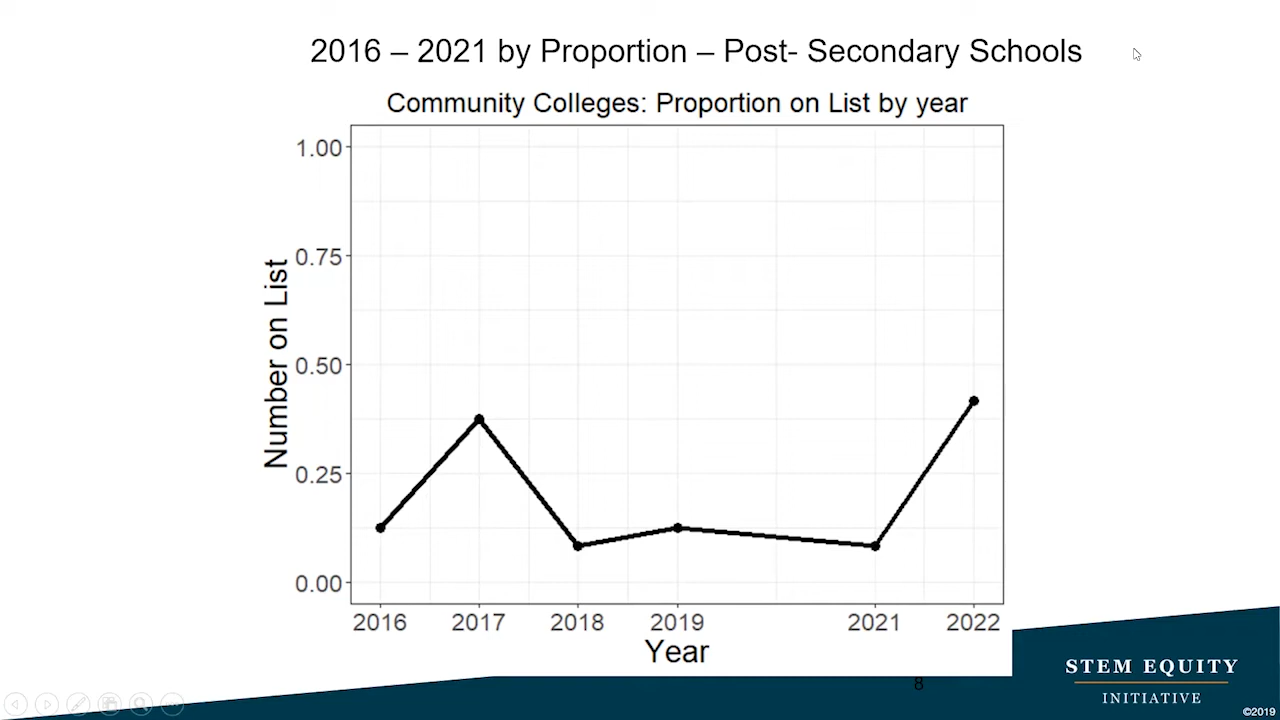 2016 – 2021 by Proportion – Post- Secondary Schools
Community Colleges: Proportion on List by year
1.00
0.75
0.50
0.25
0.00
Number on List
2016 2017 2018 2019 2021 2022
Year
8
STEM EQUITY
INITIATIVE
©2019